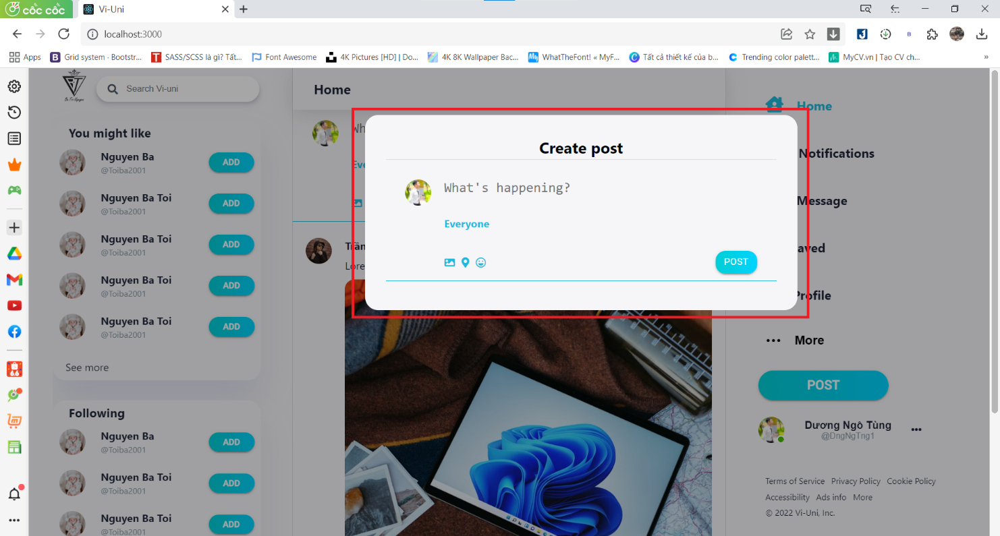 cốc cốc
Vi-Uni
localhost:3000
Apps
Grid system · Bootstr...
SASS/SCSS là gì? Tất...
Font Awesome
4K Pictures [HD] | Do...
4K 8K Wallpaper Bac...
WhatTheFont! « MyF...
Tất cả thiết kế của b...
Trending color palett...
MyCV.vn | Tạo CV ch...
»
Search Vi-uni
You might like
Nguyen Ba
@Toiba2001
ADD
Nguyen Ba Toi
@Toiba2001
ADD
Nguyen Ba Toi
@Toiba2001
ADD
Nguyen Ba Toi
@Toiba2001
ADD
Nguyen Ba Toi
@Toiba2001
ADD
See more
Following
Nguyen Ba
@Toiba2001
ADD
Nguyen Ba Toi
@Toiba2001
ADD
Nguyen Ba Toi
@Toiba2001
ADD
Home
Wh
Eve
Trần
Lore
Create post
What's happening?
Everyone
POST
Home
Notifications
Message
aved
Profile
More
POST
Dương Ngô Tùng
@DngNgTng1
Terms of Service Privacy Policy Cookie Policy
Accessibility Ads info More
© 2022 Vi-Uni, Inc.